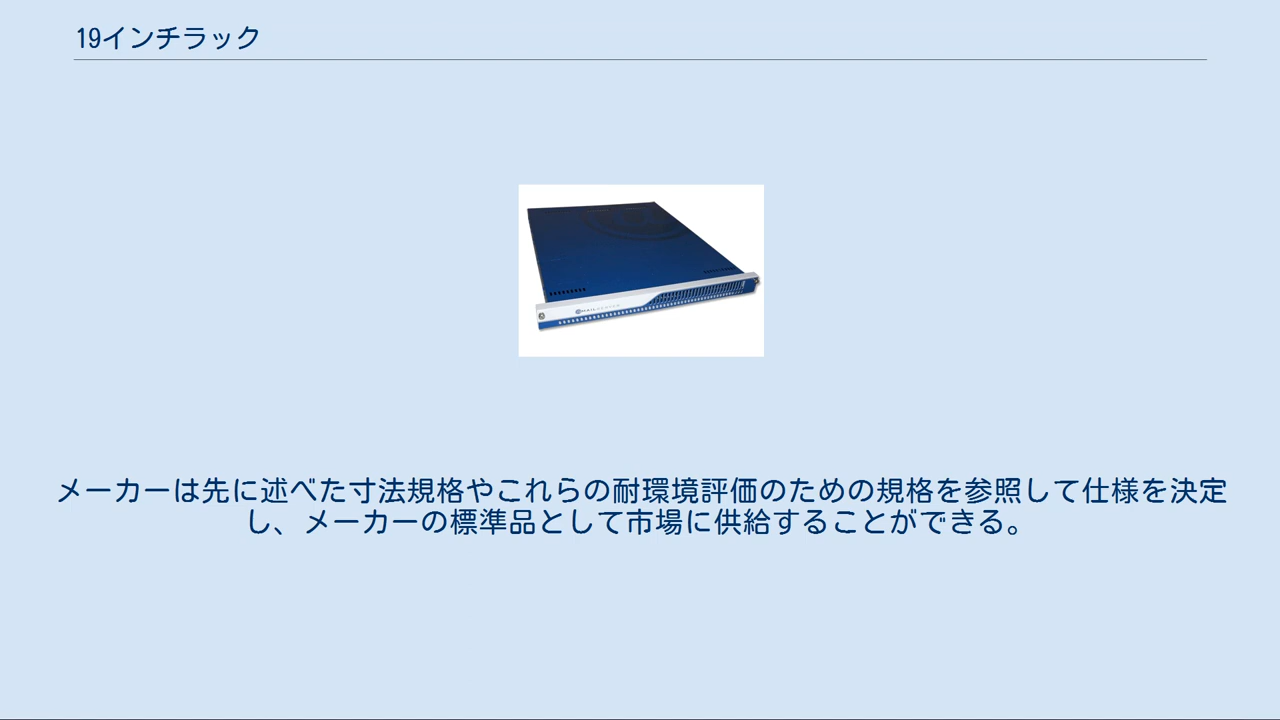 19インチラック
メーカーは先に述べた寸法規格やこれらの耐環境評価のための規格を参照して仕様を決定
し、メーカーの標準品として市場に供給することができる。